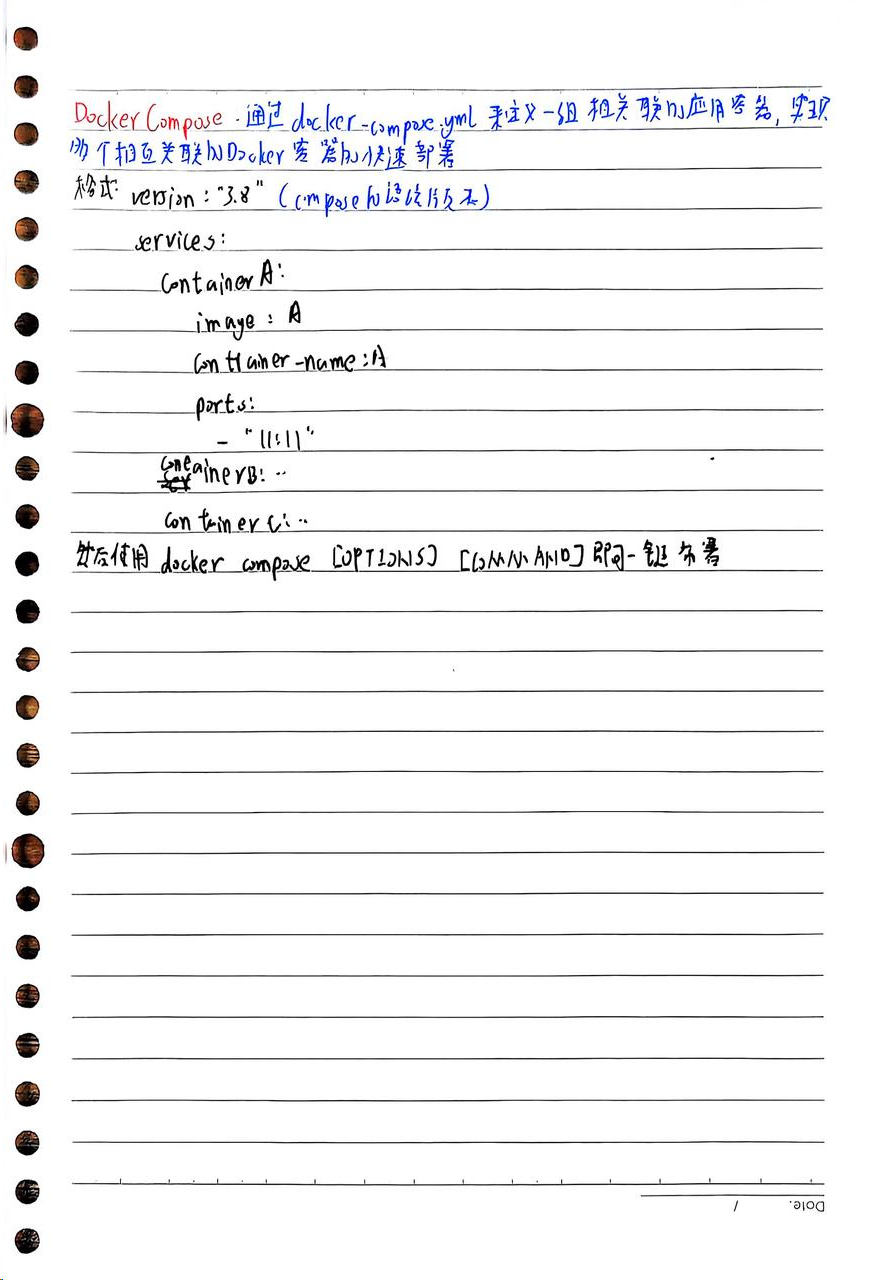 Docker Compose. 通过 docker-compose.yml 来定义一组相关联的应用容器, 实现
多个相互关联的Docker容器的快速部署
格式: version: "3.8" (compose的语法版本)
services:
container A:
image: A
container-name: A
ports:
- "11:11"
container B: ..
container C: ..
然后使用 docker compose [OPTIONS] [COMMAND] 即可一键部署
Date. /